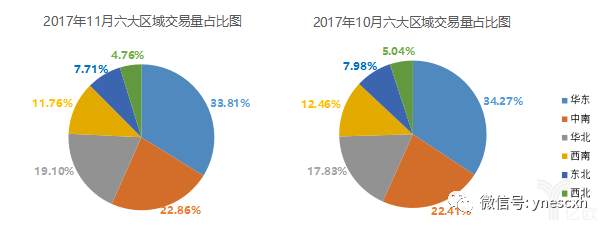 2017年11月六大区域交易量占比图
4.76%
7.71%
11.76%
33.81%
19.10%
22.86%
2017年10月六大区域交易量占比图
5.04%
7.98%
12.46%
34.27%
17.83%
22.41%
华东
中南
华北
西南
东北
西北
微信号: ynescxh
亿欧